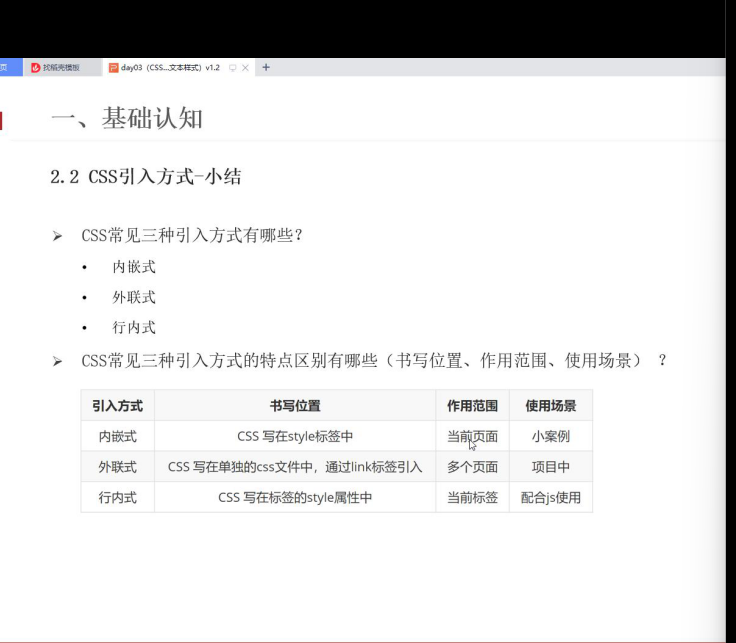 页 找稿壳模板 day03（CSS...文本样式）v1.2
一、基础认知
2.2 CSS引入方式-小结
➢ CSS常见三种引入方式有哪些？
• 内嵌式
• 外联式
• 行内式
➢ CSS常见三种引入方式的特点区别有哪些（书写位置、作用范围、使用场景） ？
引入方式 书写位置 作用范围 使用场景
内嵌式 CSS 写在style标签中 当前页面 小案例
外联式 CSS 写在单独的css文件中，通过link标签引入 多个页面 项目中
行内式 CSS 写在标签的style属性中 当前标签 配合js使用